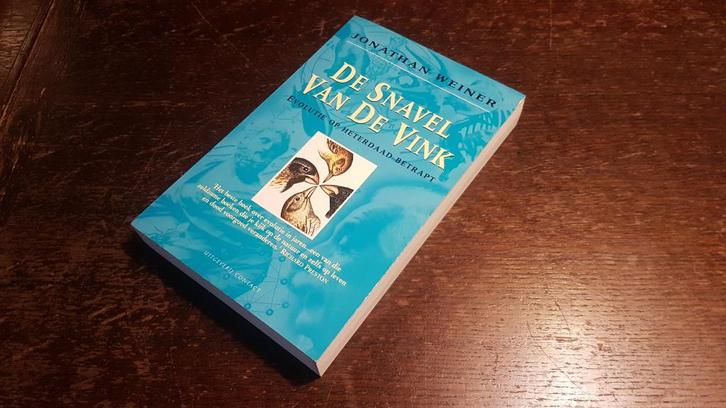 JONATHAN WEINER
DE SNAVEL
VAN DE VINK
EVOLUTIE OP HETERDAAD BETRAPT
'Het beste boek over evolutie in jaren...een van die
zeldzame boeken die je kijk op de natuur en zelfs op leven
en dood voorgoed veranderen.' RICHARD PRESTON
UITGEVERIJ CONTACT